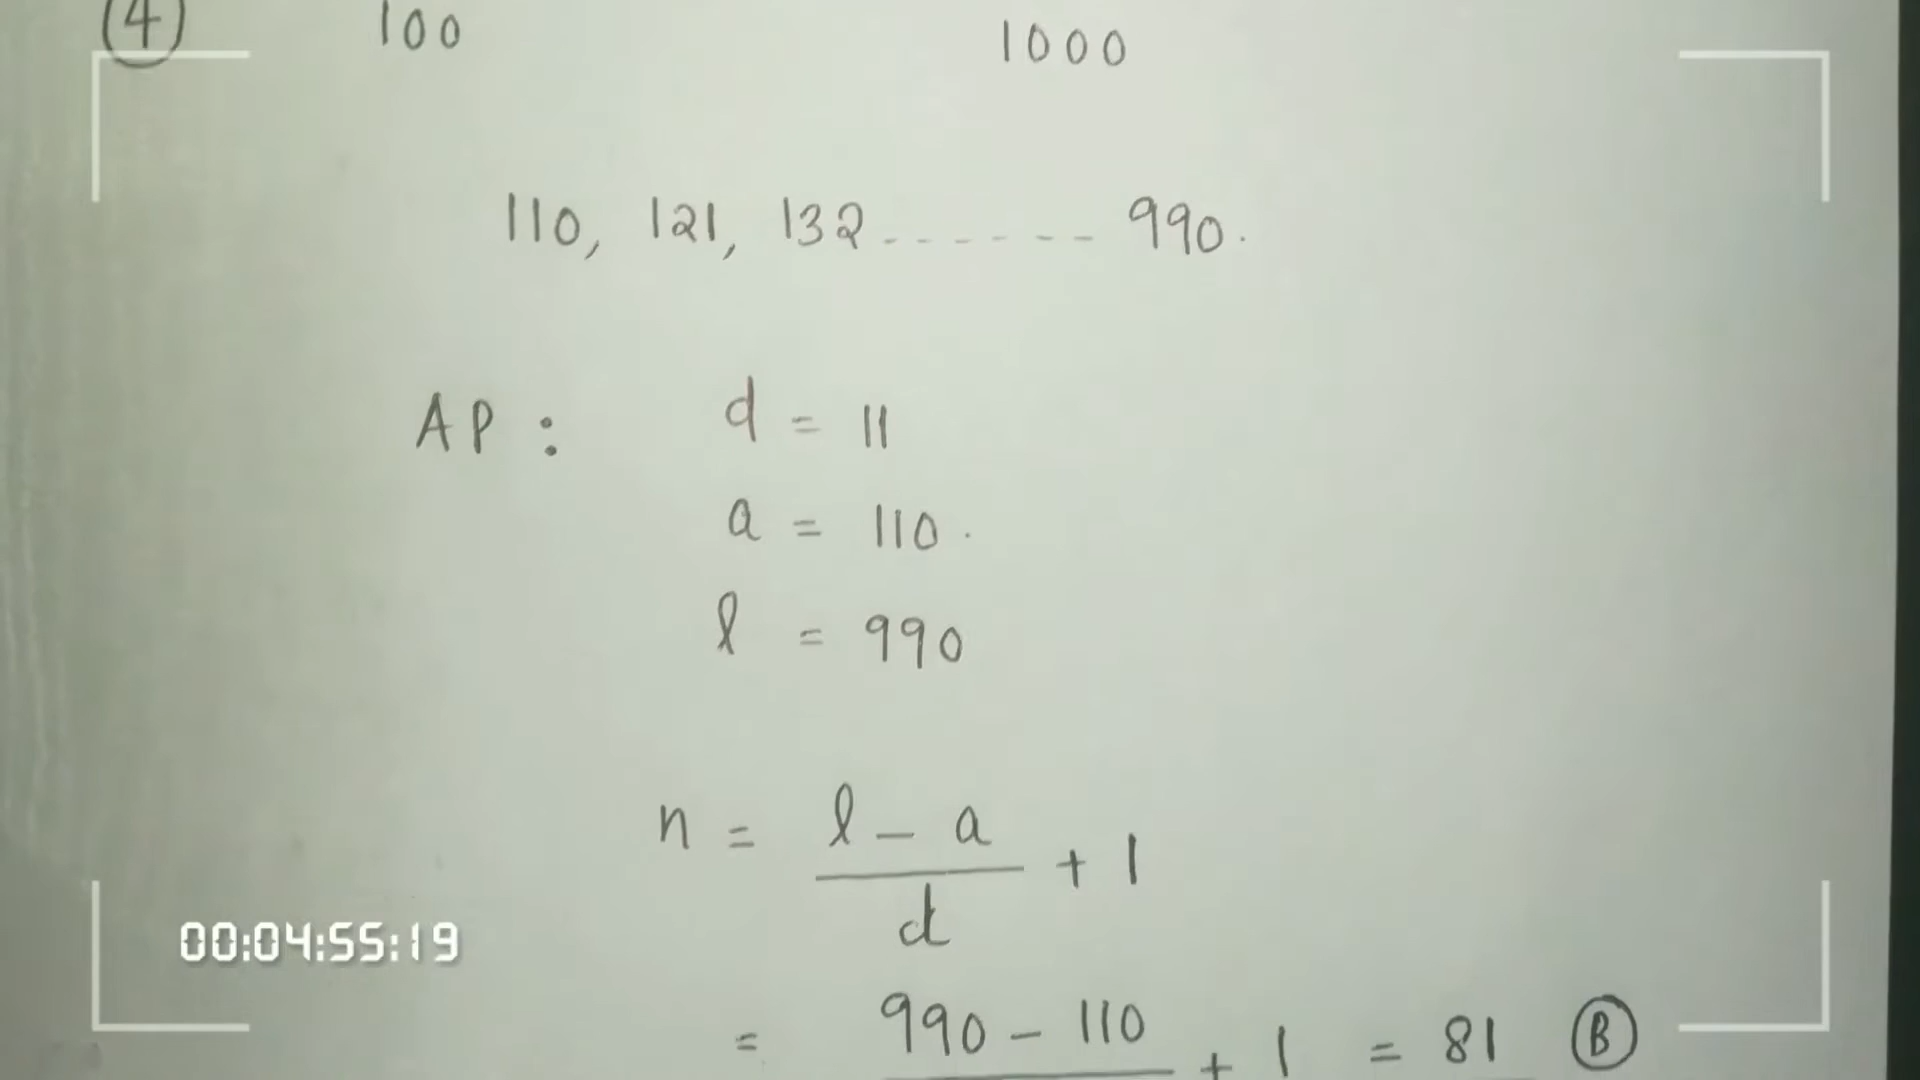 ④ 100 1000
110, 121, 132 ------ 990.
AP : d = 11
a = 110.
l = 990
n = l - a / d + 1
00:04:55:19
= 990 - 110 + 1 = 81 Ⓑ